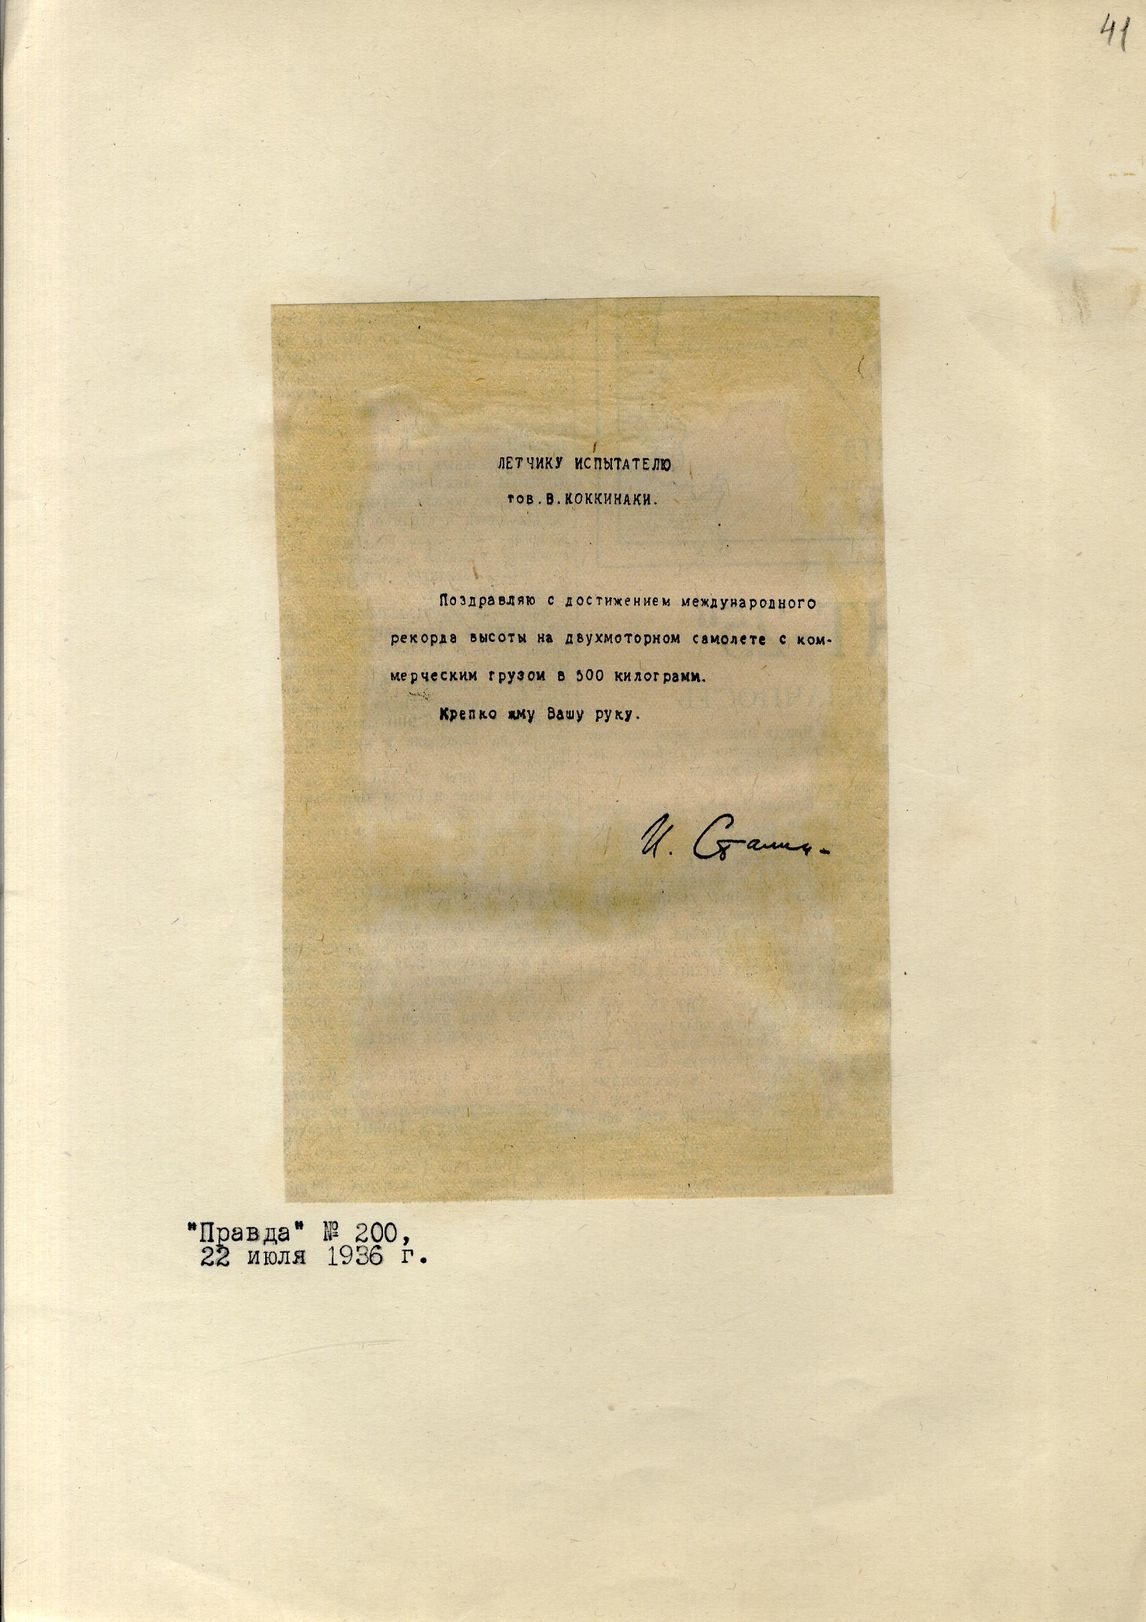 41
ЛЕТЧИКУ ИСПЫТАТЕЛЮ
тов.В.КОККИНАКИ.
Поздравляю с достижением международного
рекорда высоты на двухмоторном самолете с ком-
мерческим грузом в 500 килограмм.
Крепко жму Вашу руку.
И. Сталин.
"Правда" № 200,
22 июля 1936 г.